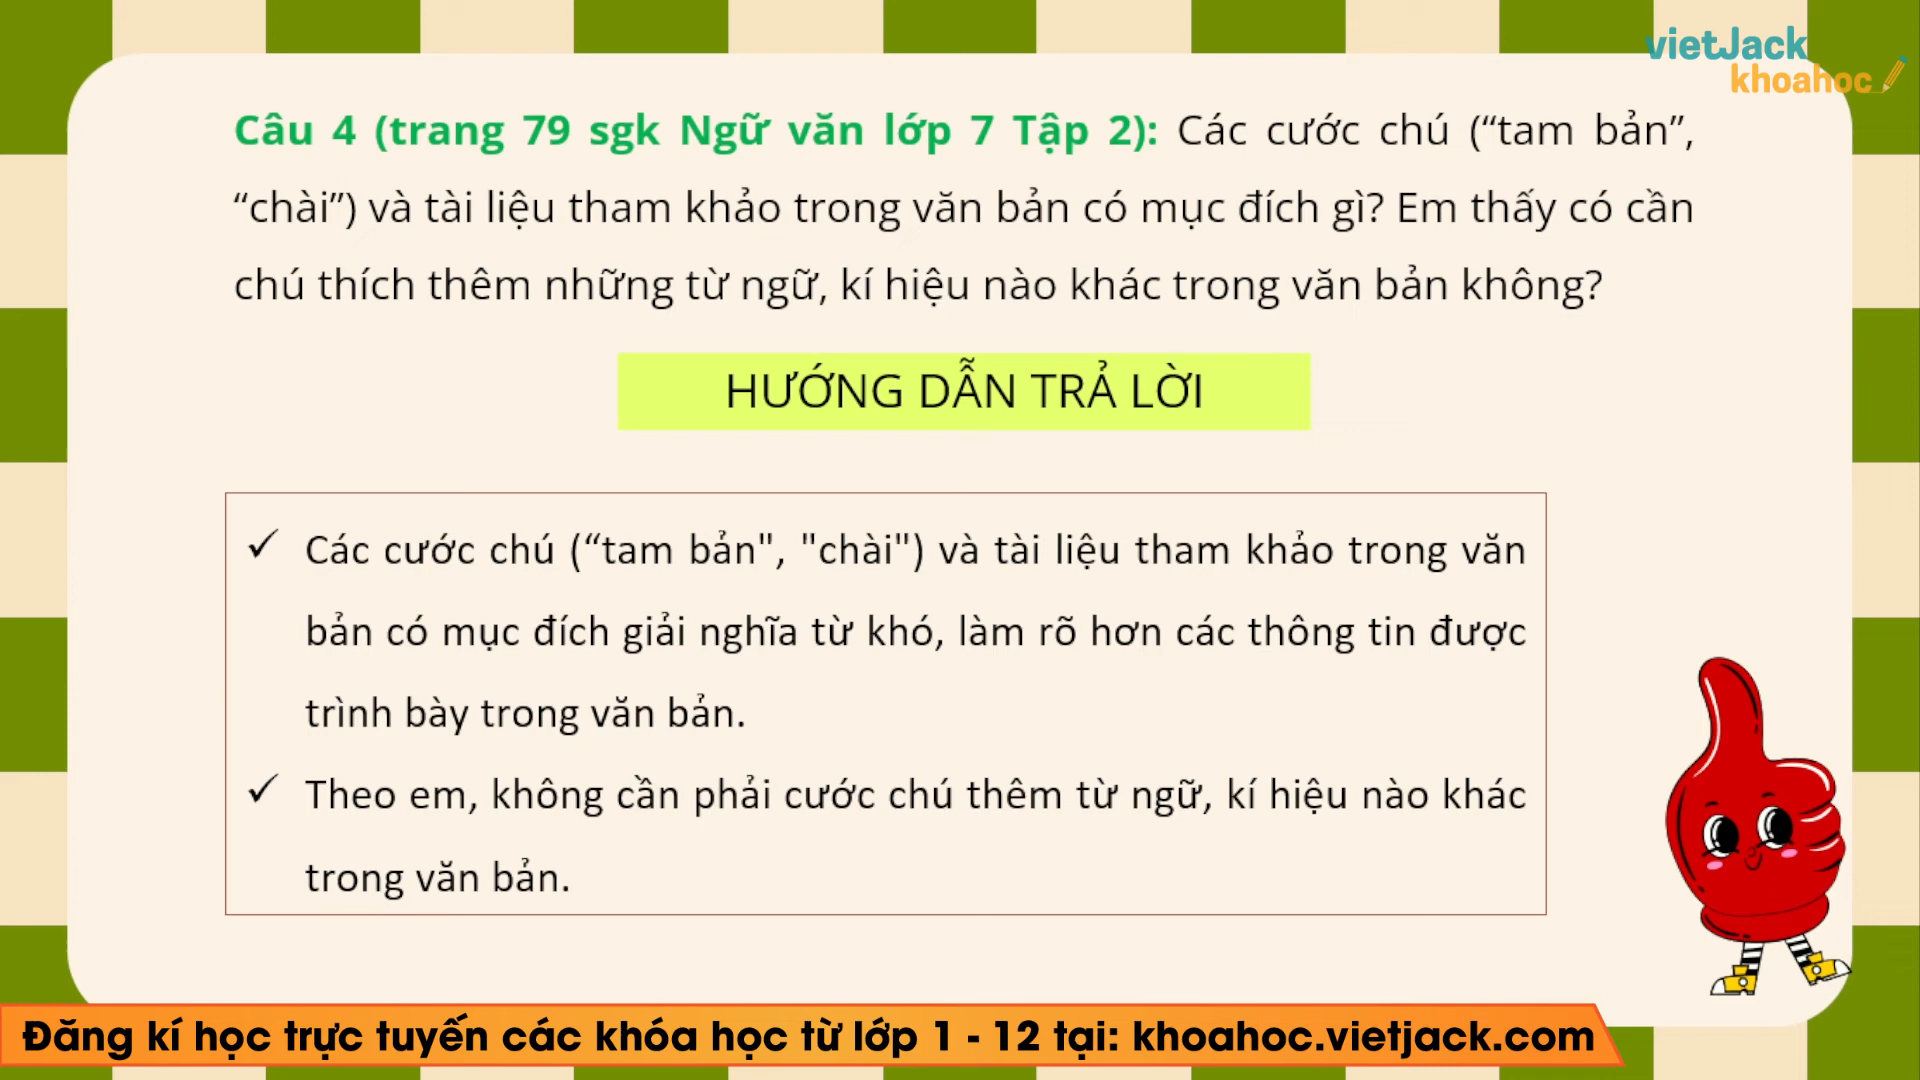 vietJack
khoahoc
Câu 4 (trang 79 sgk Ngữ văn lớp 7 Tập 2): Các cước chú (“tam bản”,
“chài”) và tài liệu tham khảo trong văn bản có mục đích gì? Em thấy có cần
chú thích thêm những từ ngữ, kí hiệu nào khác trong văn bản không?
HƯỚNG DẪN TRẢ LỜI
✓ Các cước chú (“tam bản", "chài") và tài liệu tham khảo trong văn
bản có mục đích giải nghĩa từ khó, làm rõ hơn các thông tin được
trình bày trong văn bản.
✓ Theo em, không cần phải cước chú thêm từ ngữ, kí hiệu nào khác
trong văn bản.
Đăng kí học trực tuyến các khóa học từ lớp 1 - 12 tại: khoahoc.vietjack.com